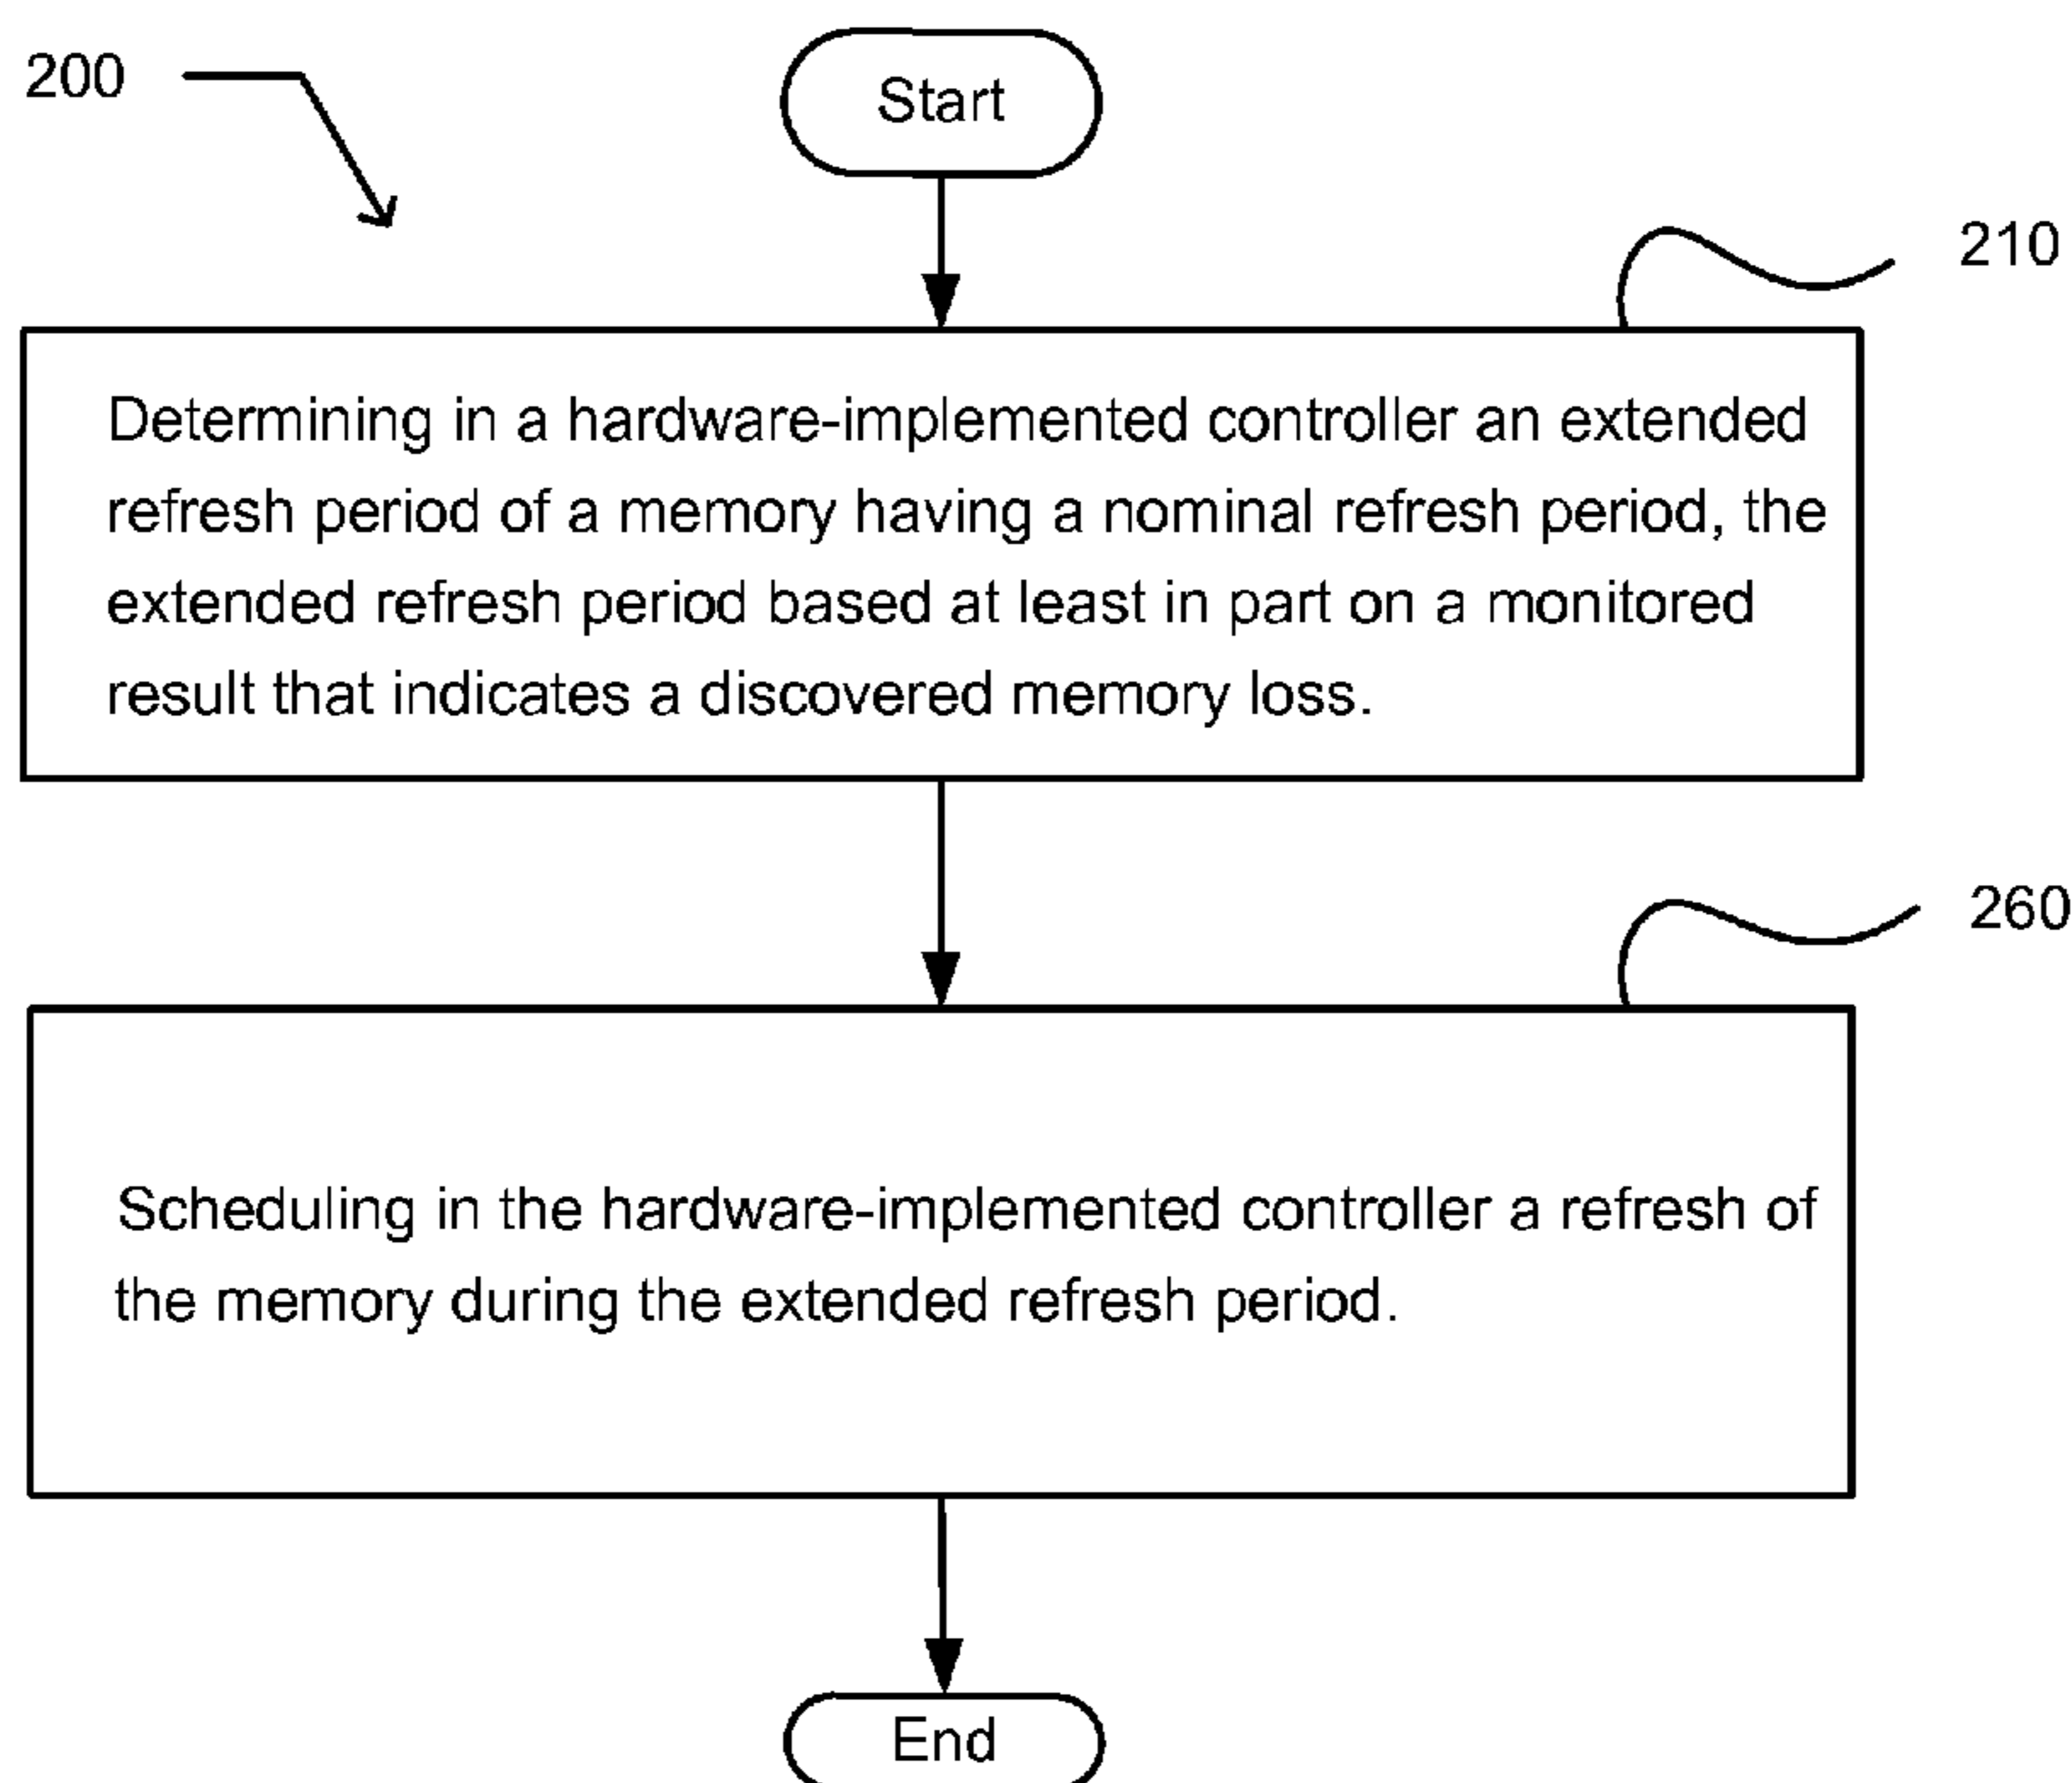 200
Start
210
Determining in a hardware-implemented controller an extended
refresh period of a memory having a nominal refresh period, the
extended refresh period based at least in part on a monitored
result that indicates a discovered memory loss.
260
Scheduling in the hardware-implemented controller a refresh of
the memory during the extended refresh period.
End